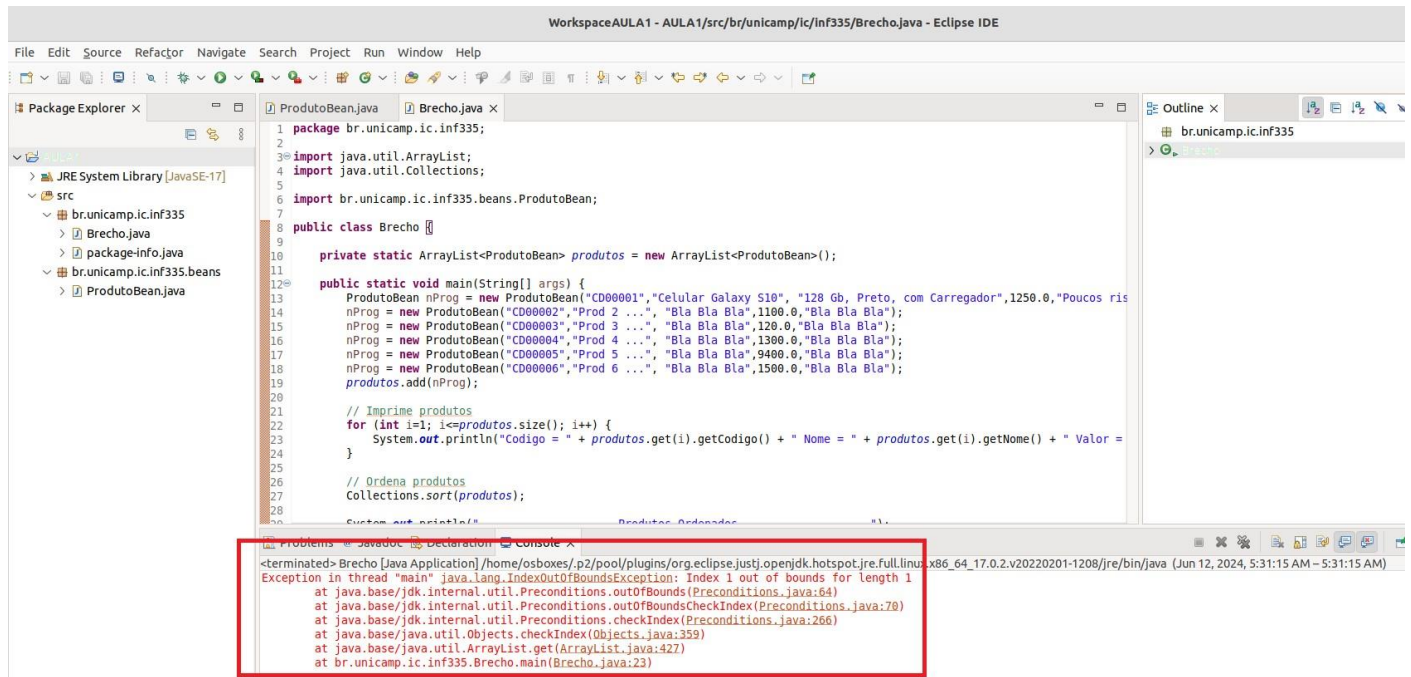 WorkspaceAULA1 - AULA1/src/br/unicamp/ic/inf335/Brecho.java - Eclipse IDE
File Edit Source Refactor Navigate Search Project Run Window Help
Package Explorer
JRE System Library [JavaSE-17]
src
br.unicamp.ic.inf335
Brecho.java
package-info.java
br.unicamp.ic.inf335.beans
ProdutoBean.java
ProdutoBean.java Brecho.java
1 package br.unicamp.ic.inf335;
2
3 import java.util.ArrayList;
4 import java.util.Collections;
5
6 import br.unicamp.ic.inf335.beans.ProdutoBean;
7
8 public class Brecho {
9
10 private static ArrayList<ProdutoBean> produtos = new ArrayList<ProdutoBean>();
11
12 public static void main(String[] args) {
13 ProdutoBean nProg = new ProdutoBean("CD00001","Celular Galaxy S10", "128 Gb, Preto, com Carregador",1250.0,"Poucos ris
14 nProg = new ProdutoBean("CD00002","Prod 2 ...", "Bla Bla Bla",1100.0,"Bla Bla Bla");
15 nProg = new ProdutoBean("CD00003","Prod 3 ...", "Bla Bla Bla",120.0,"Bla Bla Bla");
16 nProg = new ProdutoBean("CD00004","Prod 4 ...", "Bla Bla Bla",1300.0,"Bla Bla Bla");
17 nProg = new ProdutoBean("CD00005","Prod 5 ...", "Bla Bla Bla",9400.0,"Bla Bla Bla");
18 nProg = new ProdutoBean("CD00006","Prod 6 ...", "Bla Bla Bla",1500.0,"Bla Bla Bla");
19 produtos.add(nProg);
20
21 // Imprime produtos
22 for (int i=1; i<=produtos.size(); i++) {
23 System.out.println("Codigo = " + produtos.get(i).getCodigo() + " Nome = " + produtos.get(i).getNome() + " Valor =
24 }
25
26 // Ordena produtos
27 Collections.sort(produtos);
28
System.out.println(" Produtos Ordenados ");
Outline
br.unicamp.ic.inf335
Brecho
Problems Javadoc Declaration Console
<terminated> Brecho [Java Application] /home/osboxes/.p2/pool/plugins/org.eclipse.justj.openjdk.hotspot.jre.full.linux.x86_64_17.0.2.v20220201-1208/jre/bin/java (Jun 12, 2024, 5:31:15 AM – 5:31:15 AM)
Exception in thread "main" java.lang.IndexOutOfBoundsException: Index 1 out of bounds for length 1
at java.base/jdk.internal.util.Preconditions.outOfBounds(Preconditions.java:64)
at java.base/jdk.internal.util.Preconditions.outOfBoundsCheckIndex(Preconditions.java:70)
at java.base/jdk.internal.util.Preconditions.checkIndex(Preconditions.java:266)
at java.base/java.util.Objects.checkIndex(Objects.java:359)
at java.base/java.util.ArrayList.get(ArrayList.java:427)
at br.unicamp.ic.inf335.Brecho.main(Brecho.java:23)